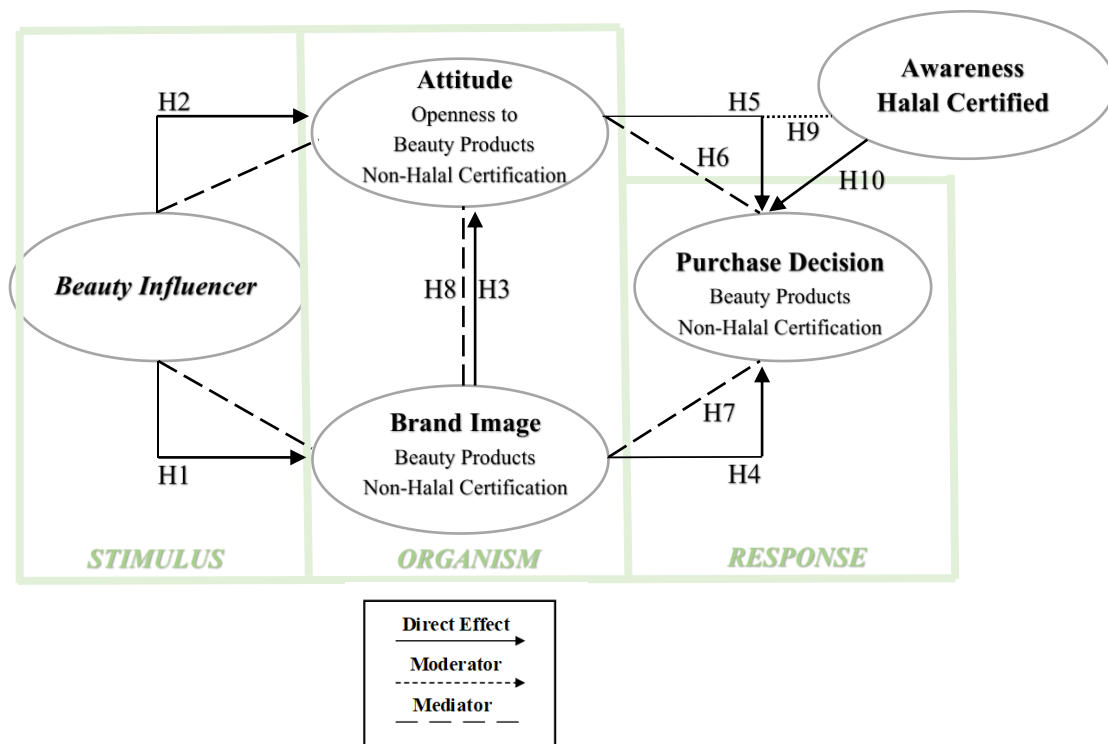 H2
Attitude
Openness to
Beauty Products
Non-Halal Certification
H5
H9
H6
Awareness
Halal Certified
H10
Beauty Influencer
H8
H3
Purchase Decision
Beauty Products
Non-Halal Certification
H1
Brand Image
Beauty Products
Non-Halal Certification
H7
H4
STIMULUS
ORGANISM
RESPONSE
Direct Effect
Moderator
Mediator